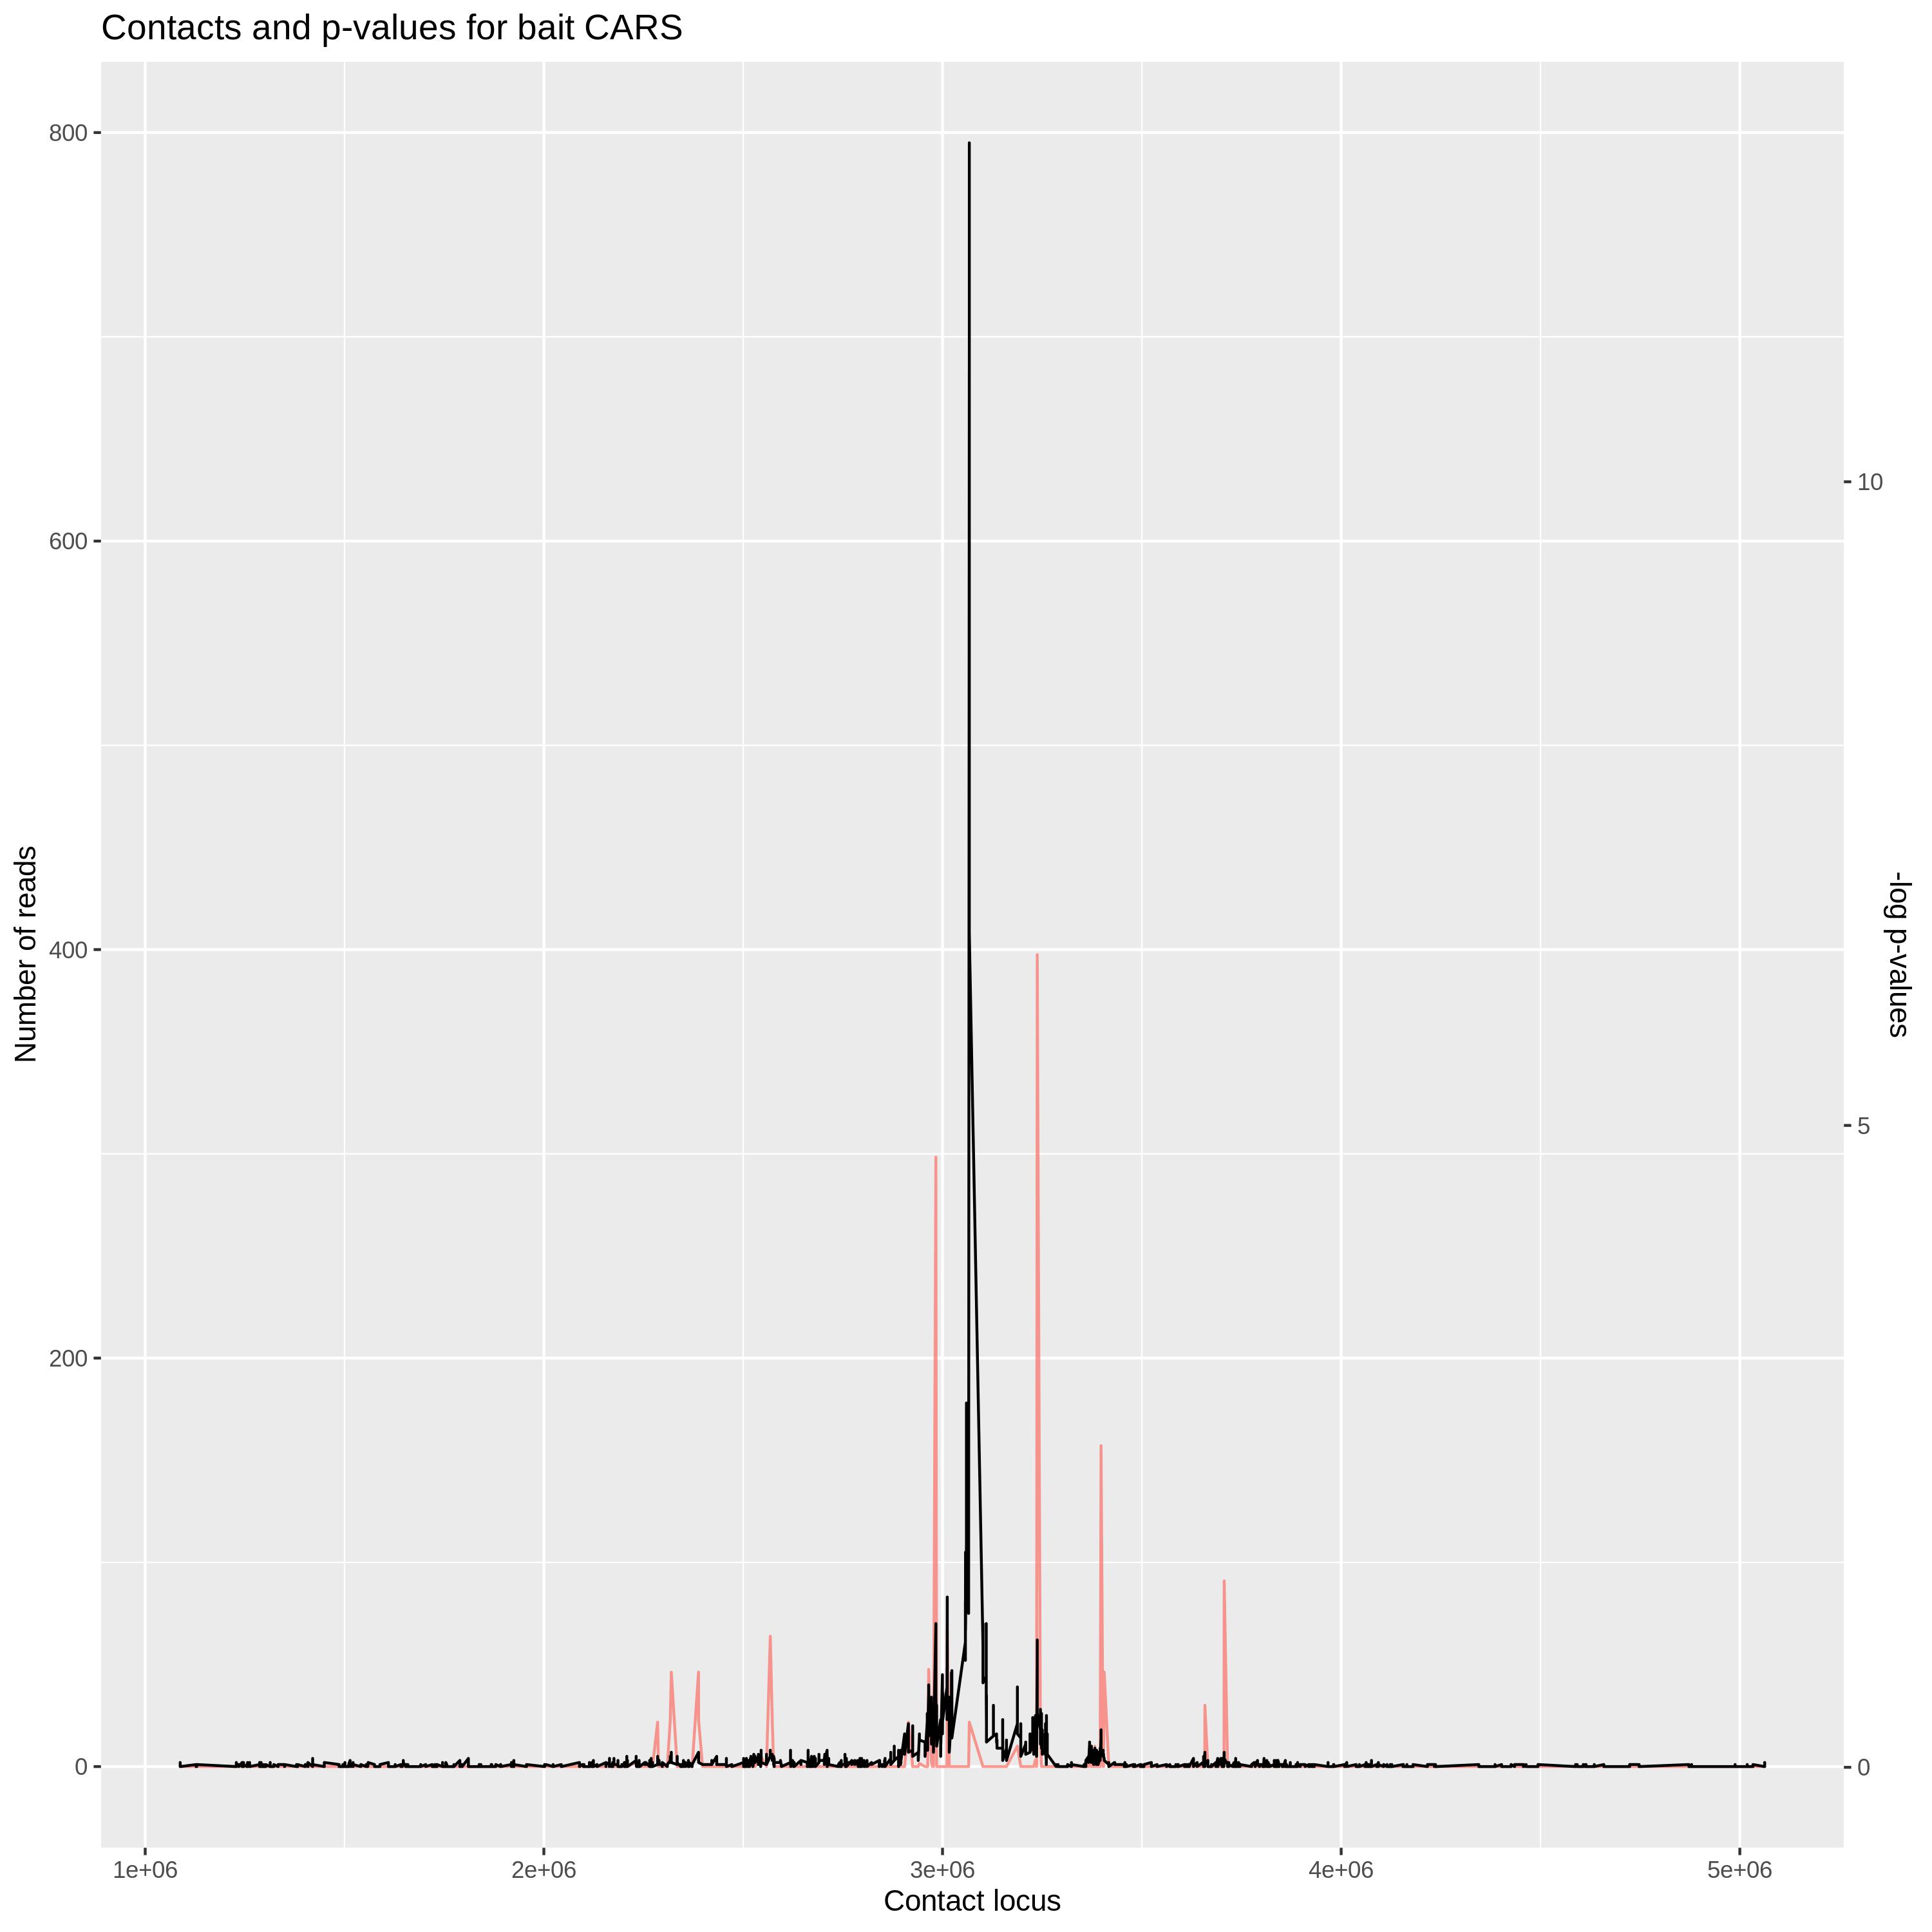 Contacts and p-values for bait CARS
800
600
400
200
0
Number of reads
10
5
0
-log p-values
1e+06
2e+06
3e+06
4e+06
5e+06
Contact locus